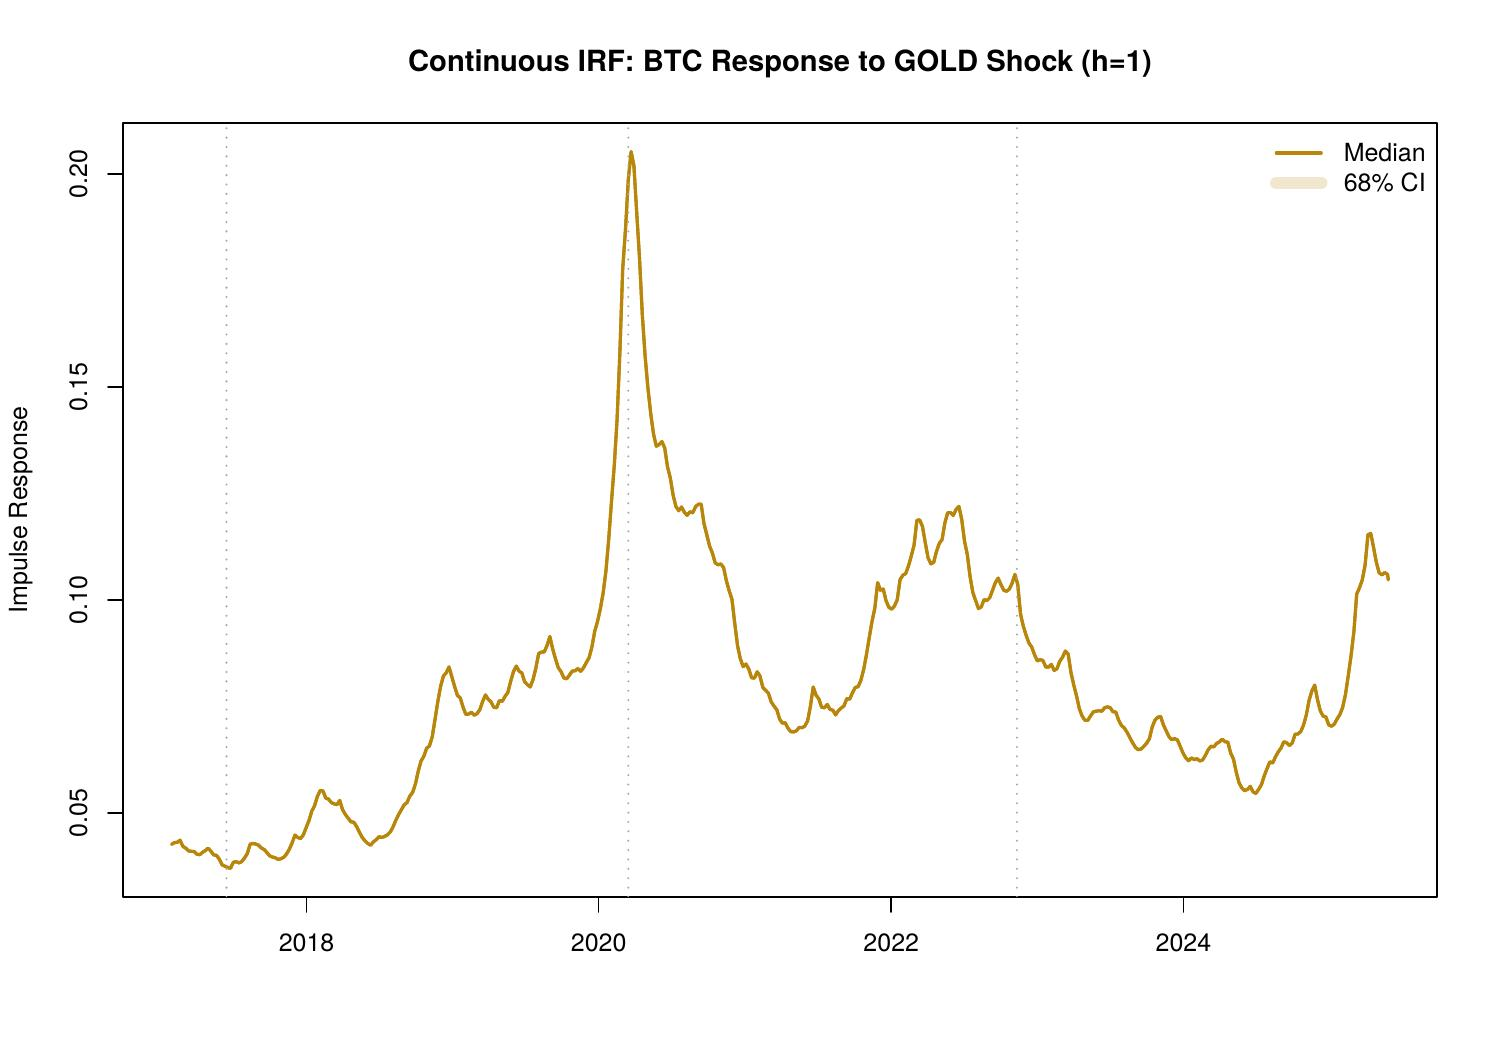 Continuous IRF: BTC Response to GOLD Shock (h=1)
Median
68% CI
Impulse Response
0.20
0.15
0.10
0.05
2018 2020 2022 2024